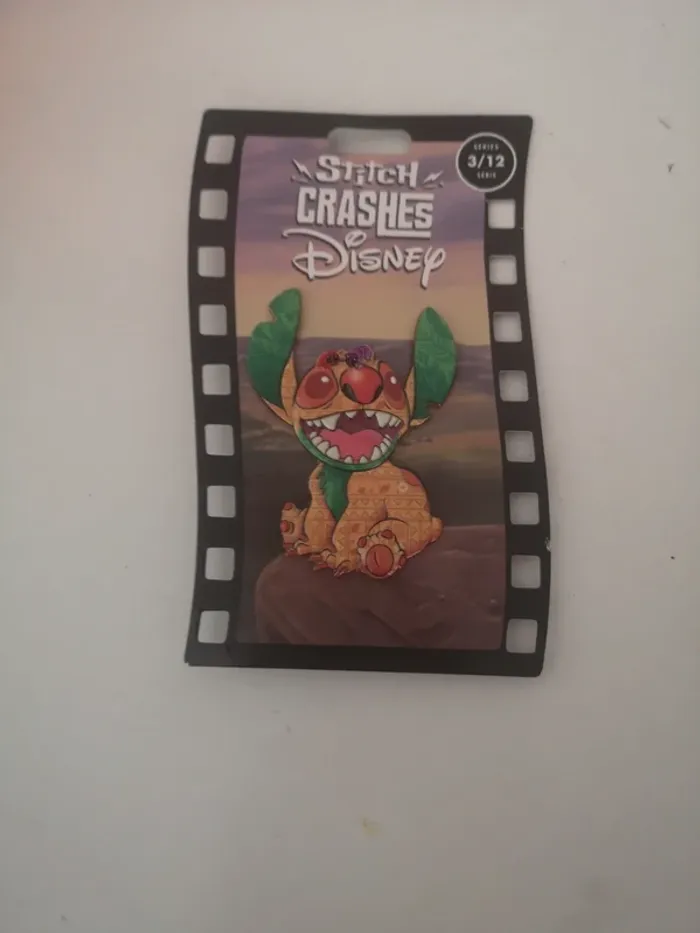 SERIES
3/12
SÉRIE
STITCH
CRASHES
DISNEY